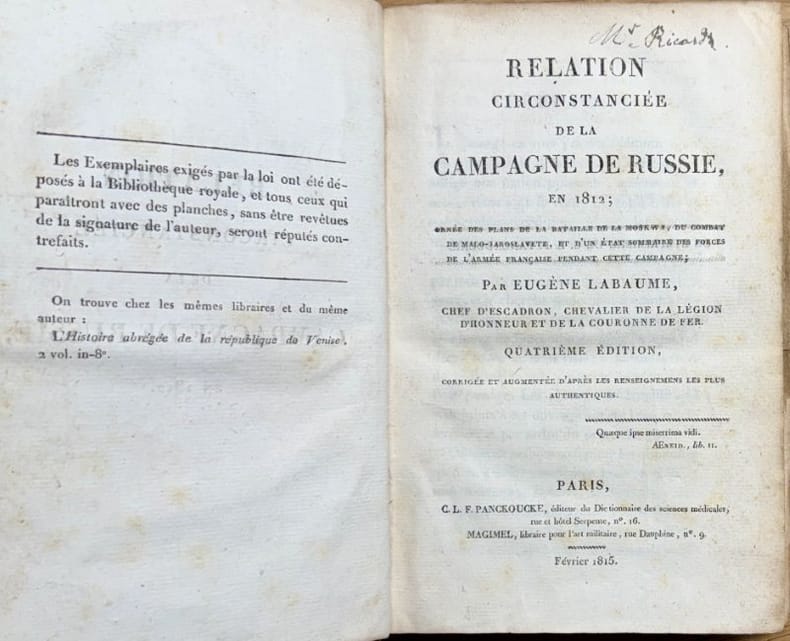 Les Exemplaires exigés par la loi ont été dé-
posés à la Bibliothèque royale, et tous ceux qui
paraîtront avec des planches, sans être revêtues
de la signature de l'auteur, seront réputés con-
trefaits.
On trouve chez les mêmes libraires et du même
auteur :
L'Histoire abrégée de la république de Venise,
2 vol. in-8º.
Mr. Ricard
RELATION
CIRCONSTANCIÉE
DE LA
CAMPAGNE DE RUSSIE,
EN 1812;
ORNÉE DES PLANS DE LA BATAILLE DE LA MOSKWA, DU COMBAT
DE MALO-JAROSLAVETZ, ET D'UN ÉTAT SOMMAIRE DES FORCES
DE L'ARMÉE FRANÇAISE PENDANT CETTE CAMPAGNE;
PAR EUGÈNE LABAUME,
CHEF D'ESCADRON, CHEVALIER DE LA LÉGION
D'HONNEUR ET DE LA COURONNE DE FER.
QUATRIÈME ÉDITION,
CORRIGÉE ET AUGMENTÉE D'APRÈS LES RENSEIGNEMENS LES PLUS
AUTHENTIQUES.
Quæque ipse miserrima vidi.
AENEID, lib. II.
PARIS,
C. L. F. PANCKOUCKE, éditeur du Dictionnaire des sciences médicales,
rue et hôtel Serpente, nº. 16.
MAGIMEL, libraire pour l'art militaire, rue Dauphine, nº. 9.
Février 1815.